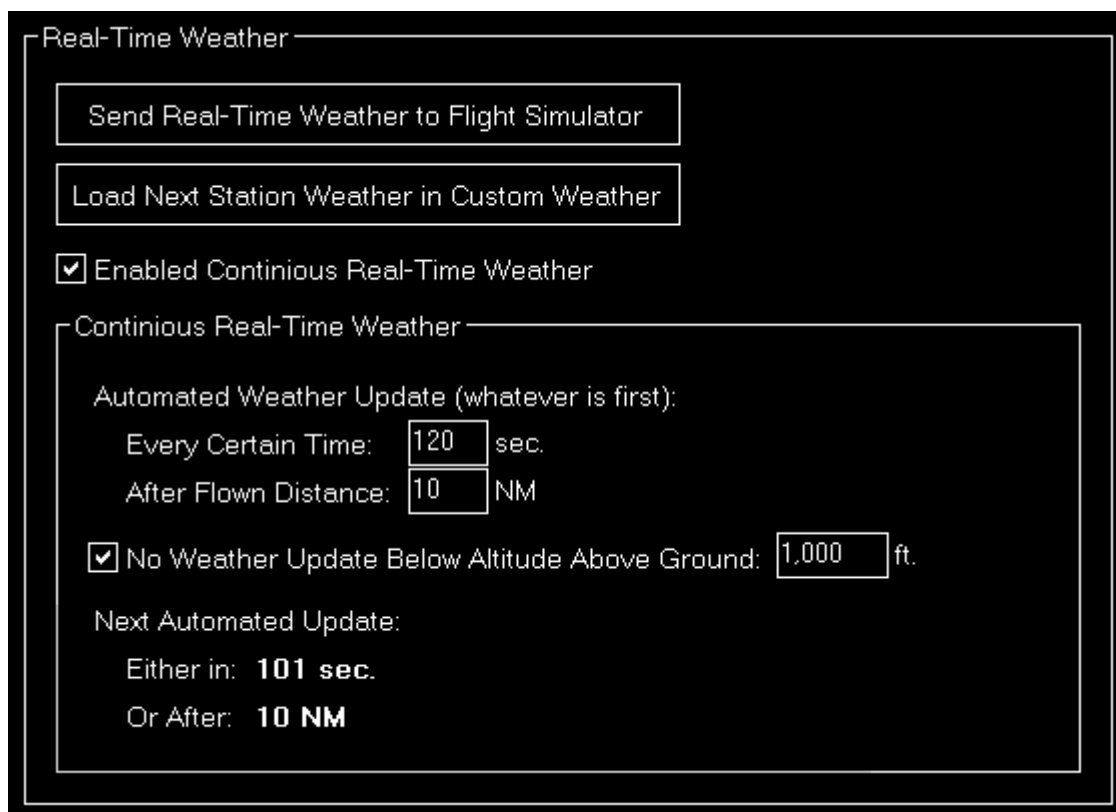 Real-Time Weather
Send Real-Time Weather to Flight Simulator
Load Next Station Weather in Custom Weather
Enabled Continious Real-Time Weather
Continious Real-Time Weather
Automated Weather Update (whatever is first):
Every Certain Time: 120 sec.
After Flown Distance: 10 NM
No Weather Update Below Altitude Above Ground: 1,000 ft.
Next Automated Update:
Either in: 101 sec.
Or After: 10 NM